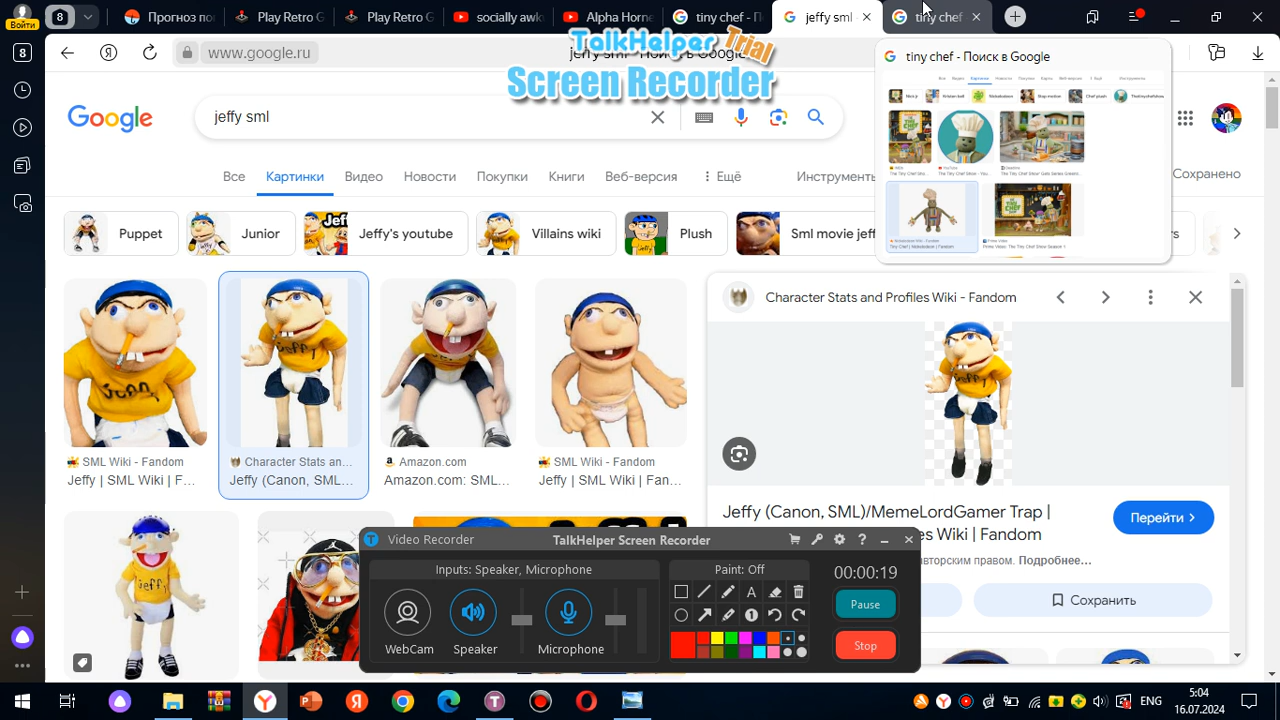 8
Прогноз по
Play Retro G
Play Retro G
Socially awk
Alpha Horne
tiny chef - П
jeffy sml -
tiny chef
www.google.ru
jeffy sml - Поиск в Google
TalkHelper Trial
Screen Recorder
tiny chef - Поиск в Google
Google
jeffy sml
Все
Картинки
Видео
Новости
Покупки
Книги
Веб-версия
Ещё
Инструменты
Сохранено
Puppet
Junior
Jeffy's youtube
Villains wiki
Plush
Sml movie jeff
Character Stats and Profiles Wiki - Fandom
SML Wiki - Fandom
Jeffy | SML Wiki | F...
Character Stats an...
Jeffy (Canon, SML...
Amazon.com
Amazon.com: SML...
SML Wiki - Fandom
Jeffy | SML Wiki | Fan...
Jeffy (Canon, SML)/MemeLordGamer Trap |
es Wiki | Fandom
Перейти
авторским правом. Подробнее...
Сохранить
Video Recorder
TalkHelper Screen Recorder
Inputs: Speaker, Microphone
Paint: Off
00:00:19
Pause
Stop
WebCam
Speaker
Microphone
ENG
5:04
16.07.2024